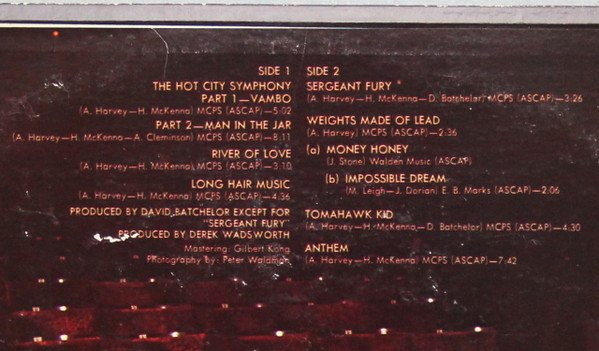 SIDE 1
THE HOT CITY SYMPHONY
PART 1—VAMBO
(A. Harvey—H. McKenna) MCPS (ASCAP)—5:02
PART 2—MAN IN THE JAR
(A. Harvey—H. McKenna—A. Cleminson) MCPS (ASCAP)—8:11
RIVER OF LOVE
(A. Harvey—H. McKenna) MCPS (ASCAP)—3:10
LONG HAIR MUSIC
(A. Harvey—H. McKenna) MCPS (ASCAP)—4:36
PRODUCED BY DAVID BATCHELOR EXCEPT FOR
"SERGEANT FURY"
PRODUCED BY DEREK WADSWORTH
Mastering: Gilbert Kong
Photography by: Peter Waldman
SIDE 2
SERGEANT FURY
(A. Harvey—H. McKenna—D. Batchelor) MCPS (ASCAP)—3:26
WEIGHTS MADE OF LEAD
(A. Harvey) MCPS (ASCAP)—2:36
(a) MONEY HONEY
(J. Stone) Walden Music (ASCAP)
(b) IMPOSSIBLE DREAM
(M. Leigh—J. Dorian) E. B. Marks (ASCAP)—2:06
TOMAHAWK KID
(A. Harvey—H. McKenna—D. Batchelor) MCPS (ASCAP)—4:30
ANTHEM
(A. Harvey—H. McKenna) MCPS (ASCAP)—7:42